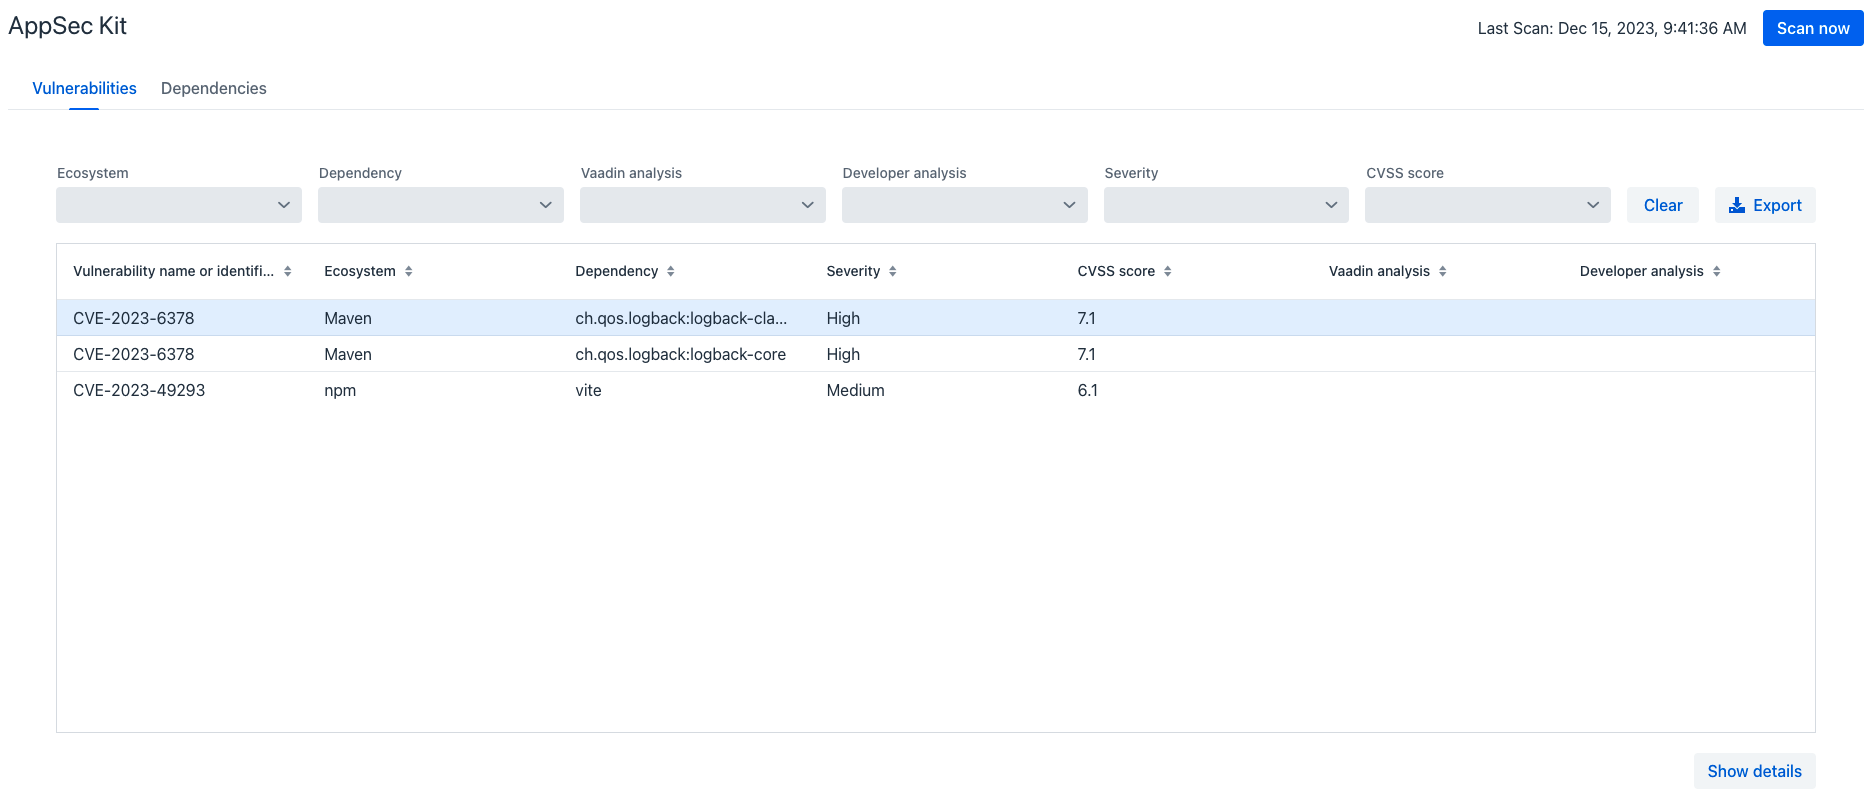 AppSec Kit
Last Scan: Dec 15, 2023, 9:41:36 AM Scan now
Vulnerabilities Dependencies
Ecosystem Dependency Vaadin analysis Developer analysis Severity CVSS score
Clear Export
Vulnerability name or identifi... Ecosystem Dependency Severity CVSS score Vaadin analysis Developer analysis
CVE-2023-6378 Maven ch.qos.logback:logback-cla... High 7.1
CVE-2023-6378 Maven ch.qos.logback:logback-core High 7.1
CVE-2023-49293 npm vite Medium 6.1
Show details